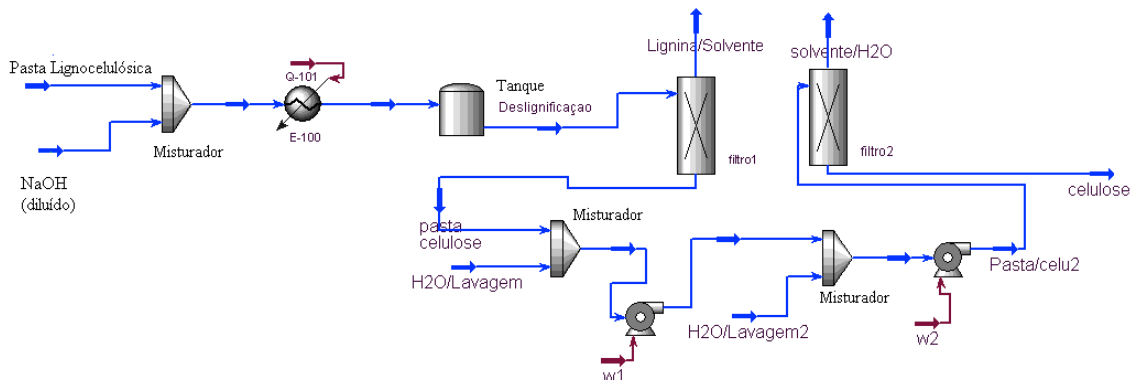 Lignina/Solvente
solvente/H2O
Pasta Lignocelulósica
Q-101
Tanque
Deslignificaçao
E-100
Misturador
filtro1
filtro2
NaOH
(diluído)
celulose
pasta
celulose
Misturador
H2O/Lavagem
Pasta/celu2
Misturador
H2O/Lavagem2
w2
w1